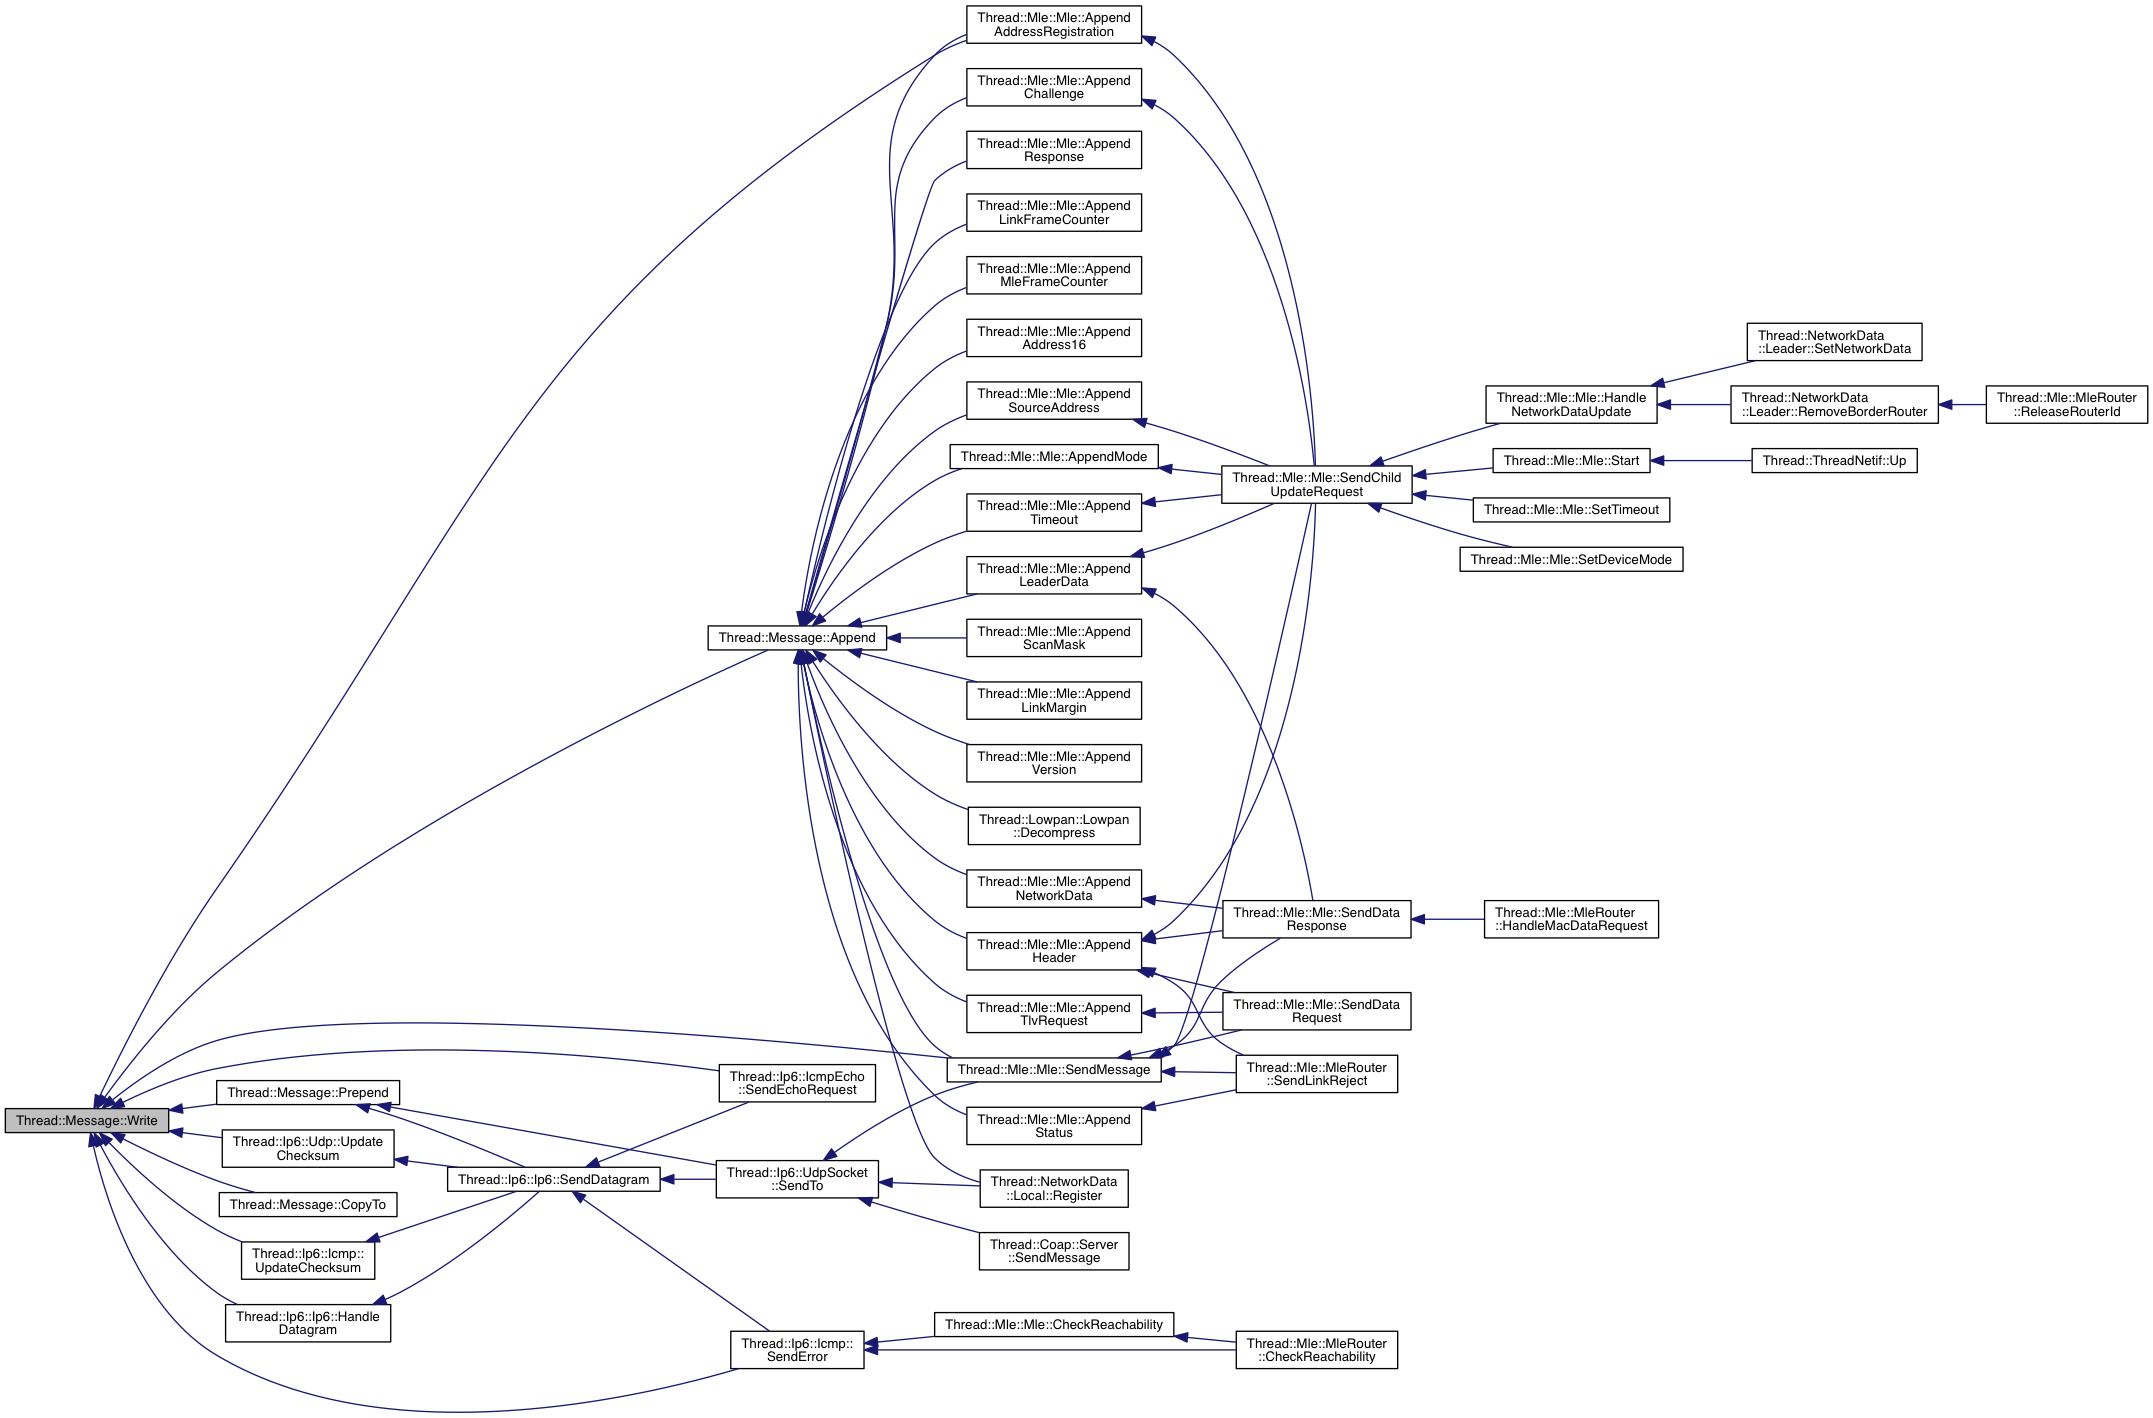 Thread::Message::Write
Thread::Message::Prepend
Thread::Ip6::Udp::Update
Checksum
Thread::Message::CopyTo
Thread::Ip6::Icmp::
UpdateChecksum
Thread::Ip6::Ip6::Handle
Datagram
Thread::Ip6::Ip6::SendDatagram
Thread::Message::Append
Thread::Ip6::IcmpEcho
::SendEchoRequest
Thread::Ip6::UdpSocket
::SendTo
Thread::Ip6::Icmp::
SendError
Thread::Mle::Mle::Append
AddressRegistration
Thread::Mle::Mle::Append
Challenge
Thread::Mle::Mle::Append
Response
Thread::Mle::Mle::Append
LinkFrameCounter
Thread::Mle::Mle::Append
MleFrameCounter
Thread::Mle::Mle::Append
Address16
Thread::Mle::Mle::Append
SourceAddress
Thread::Mle::Mle::AppendMode
Thread::Mle::Mle::Append
Timeout
Thread::Mle::Mle::Append
LeaderData
Thread::Mle::Mle::Append
ScanMask
Thread::Mle::Mle::Append
LinkMargin
Thread::Mle::Mle::Append
Version
Thread::Lowpan::Lowpan
::Decompress
Thread::Mle::Mle::Append
NetworkData
Thread::Mle::Mle::Append
Header
Thread::Mle::Mle::Append
TlvRequest
Thread::Mle::Mle::SendMessage
Thread::Mle::Mle::Append
Status
Thread::NetworkData
::Local::Register
Thread::Coap::Server
::SendMessage
Thread::Mle::Mle::CheckReachability
Thread::Mle::Mle::SendChild
UpdateRequest
Thread::Mle::Mle::SendData
Response
Thread::Mle::Mle::SendData
Request
Thread::Mle::MleRouter
::SendLinkReject
Thread::Mle::MleRouter
::CheckReachability
Thread::Mle::Mle::Handle
NetworkDataUpdate
Thread::Mle::Mle::Start
Thread::Mle::Mle::SetTimeout
Thread::Mle::Mle::SetDeviceMode
Thread::Mle::MleRouter
::HandleMacDataRequest
Thread::NetworkData
::Leader::SetNetworkData
Thread::NetworkData
::Leader::RemoveBorderRouter
Thread::ThreadNetif::Up
Thread::Mle::MleRouter
::ReleaseRouterId